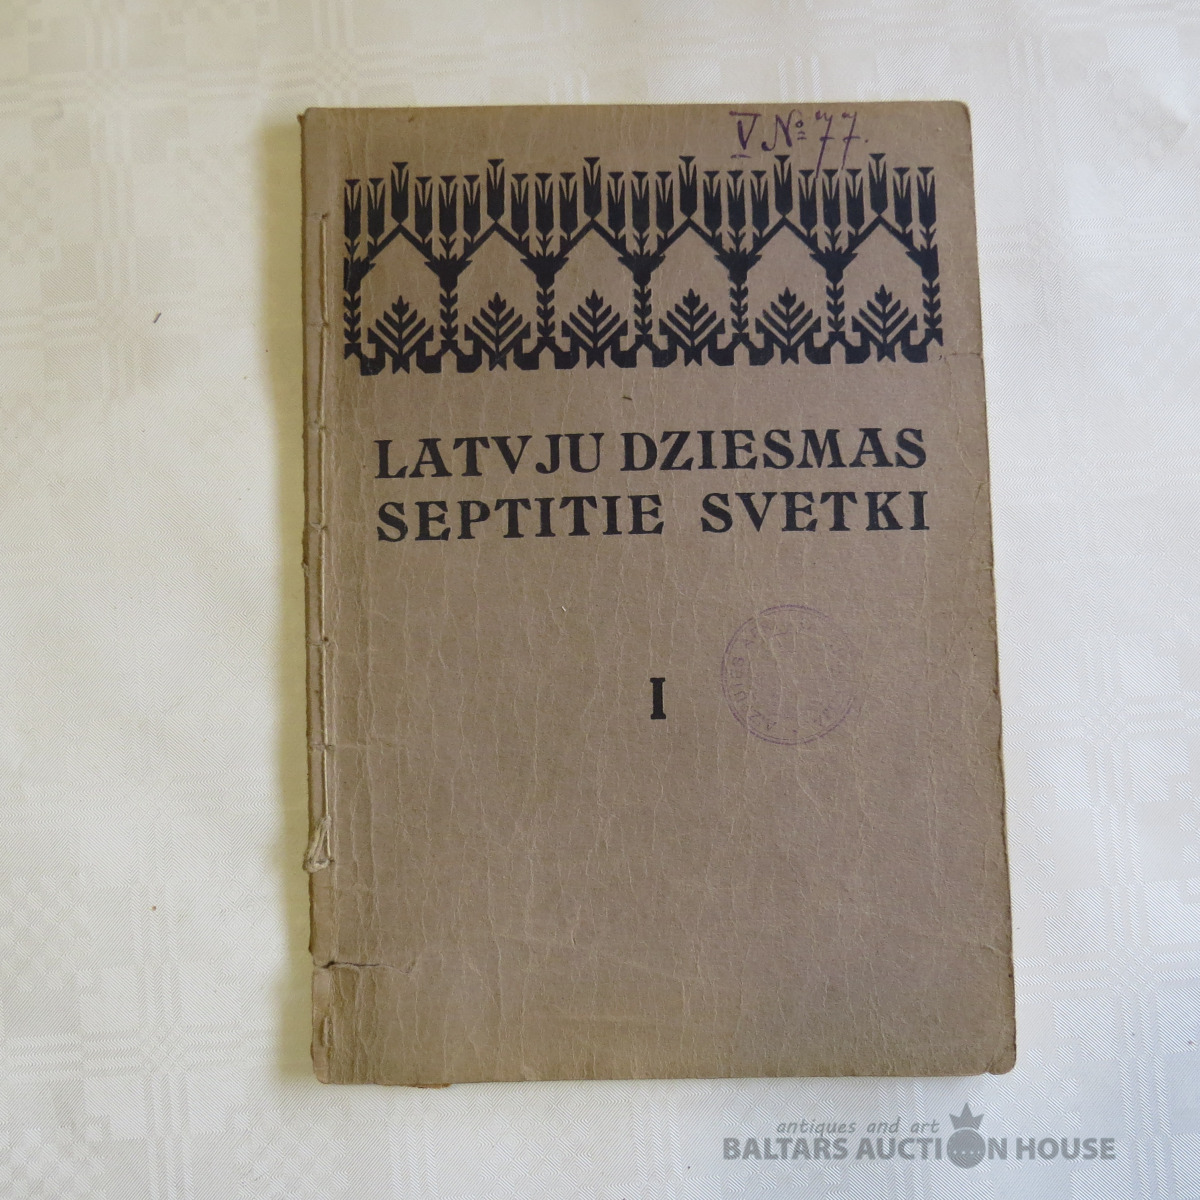 V № 77.
LATVJU DZIESMAS
SEPTITIE SVETKI
I
antiques and art
BALTARS AUCTION HOUSE